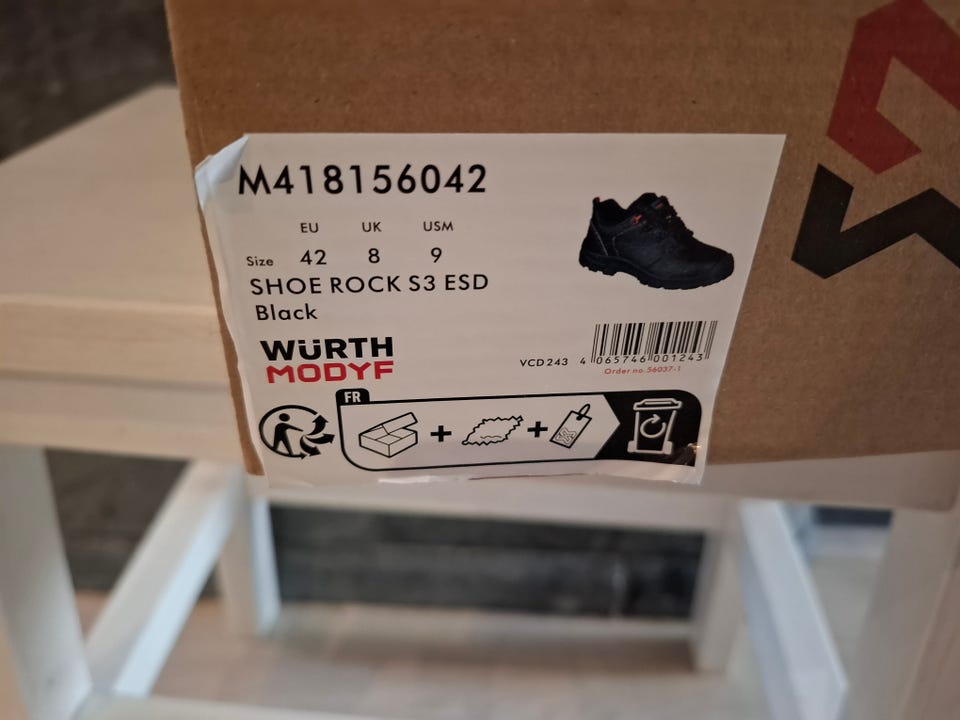 M418156042
EU UK USM
Size 42 8 9
SHOE ROCK S3 ESD
Black
WÜRTH
MODYF
VCD243 4 065746 001243
Order no. 56037-1
FR